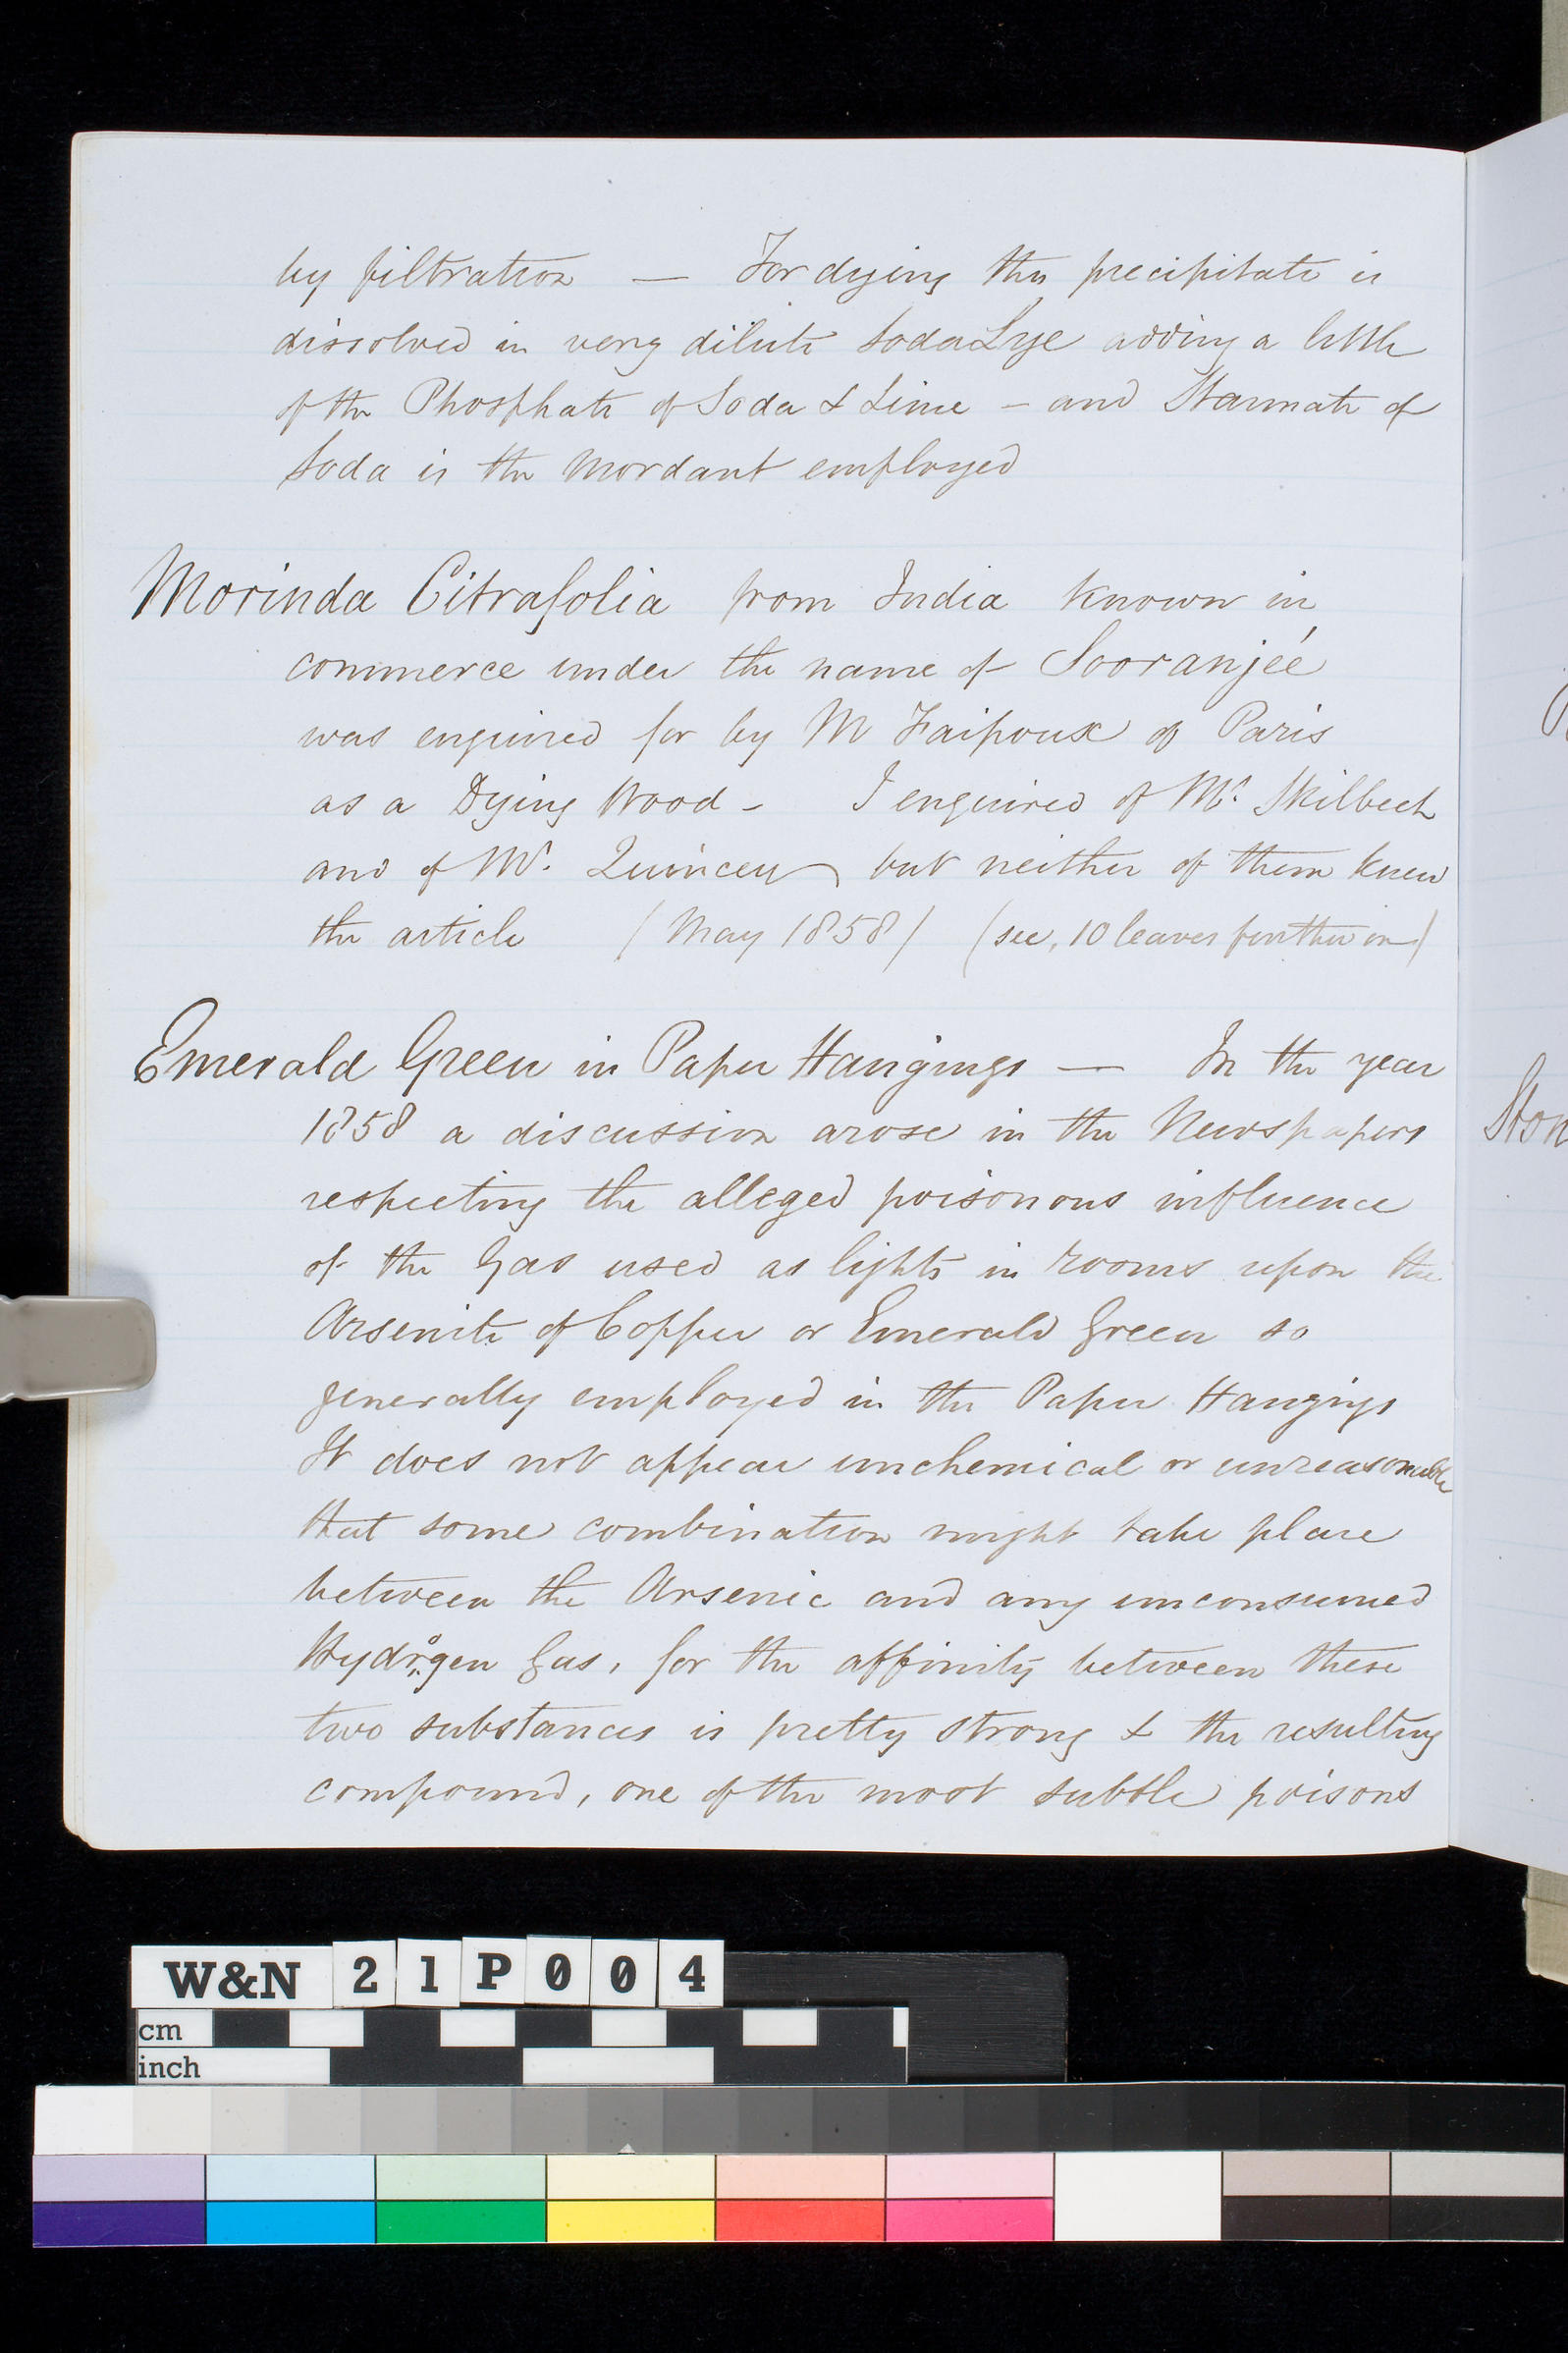 by filtration — For dying this precipitate is
dissolved in very dilute Soda Lye adding a little
of the Phosphate of Soda & Lime - and Stannate of
Soda is the Mordant employed
Morinda Citrafolia from India known in
commerce under the name of Sooranjeé
was enquired for by M Faipoux of Paris
as a Dying Wood - I enquired of Mr. Skilbeck
and of Mr. Quincey but neither of them knew
the article (May 1858) (see, 10 leaves further on)
Emerald Green in Paper Hangings — In the year
1858 a discussion arose in the Newspapers
respecting the alleged poisonous influence
of the Gas used as lights in rooms upon the
Arsenite of Copper or Emerald Green so
generally employed in the Paper Hangings
It does not appear unchemical or unreasonable
that some combination might take place
between the Arsenic and any unconsumed
Hydrogen Gas, for the affinity between these
two substances is pretty strong & the resulting
compound, one of the most subtle poisons
Ston
W&N 21P004
cm
inch